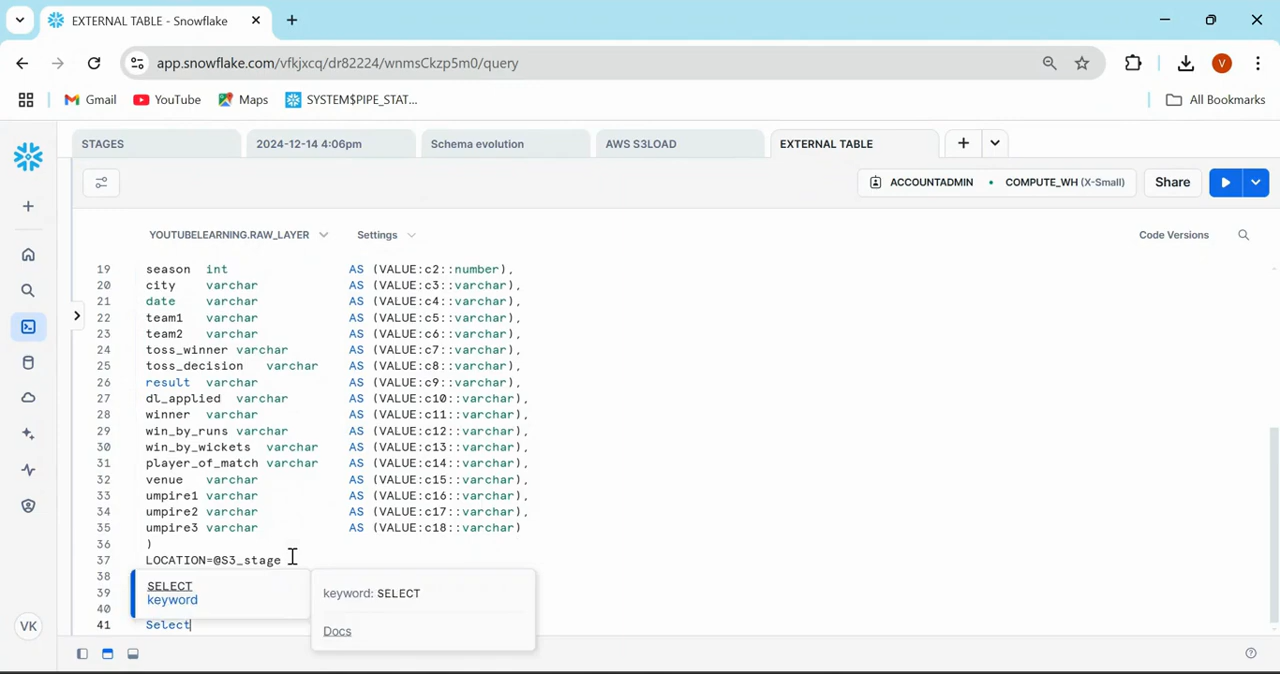 EXTERNAL TABLE - Snowflake
app.snowflake.com/vfkjxcq/dr82224/wnmsCkzp5m0/query
V
Gmail
YouTube
Maps
SYSTEM$PIPE_STAT...
All Bookmarks
STAGES
2024-12-14 4:06pm
Schema evolution
AWS S3LOAD
EXTERNAL TABLE
ACCOUNTADMIN • COMPUTE_WH (X-Small)
Share
YOUTUBELEARNING.RAW_LAYER
Settings
Code Versions
19 season int AS (VALUE:c2::number),
20 city varchar AS (VALUE:c3::varchar),
21 date varchar AS (VALUE:c4::varchar),
22 team1 varchar AS (VALUE:c5::varchar),
23 team2 varchar AS (VALUE:c6::varchar),
24 toss_winner varchar AS (VALUE:c7::varchar),
25 toss_decision varchar AS (VALUE:c8::varchar),
26 result varchar AS (VALUE:c9::varchar),
27 dl_applied varchar AS (VALUE:c10::varchar),
28 winner varchar AS (VALUE:c11::varchar),
29 win_by_runs varchar AS (VALUE:c12::varchar),
30 win_by_wickets varchar AS (VALUE:c13::varchar),
31 player_of_match varchar AS (VALUE:c14::varchar),
32 venue varchar AS (VALUE:c15::varchar),
33 umpire1 varchar AS (VALUE:c16::varchar),
34 umpire2 varchar AS (VALUE:c17::varchar),
35 umpire3 varchar AS (VALUE:c18::varchar)
36 )
37 LOCATION=@S3_stage
38
39
40
41 Select
SELECT
keyword
keyword: SELECT
Docs
VK